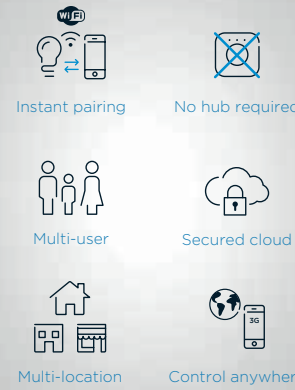 WiFi
Instant pairing
No hub required
Multi-user
Secured cloud
3G
Multi-location
Control anywher